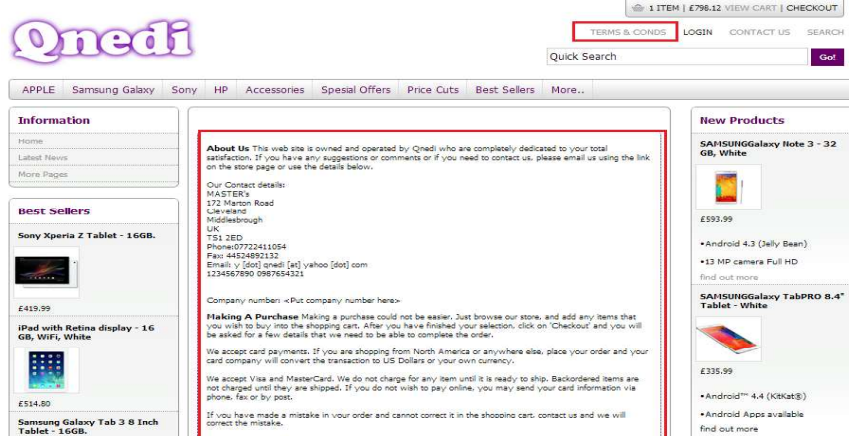 1 ITEM | £798.12 VIEW CART | CHECKOUT
Qnedi
TERMS & CONDS LOGIN CONTACT US SEARCH
Quick Search Go!
APPLE Samsung Galaxy Sony HP Accessories Spesial Offers Price Cuts Best Sellers More..
Information
Home
Latest News
More Pages
Best Sellers
Sony Xperia Z Tablet - 16GB.
£419.99
iPad with Retina display - 16
GB, WiFi, White
£514.80
Samsung Galaxy Tab 3 8 Inch
Tablet - 16GB.
About Us This web site is owned and operated by Qnedi who are completely dedicated to your total
satisfaction. If you have any suggestions or comments or if you need to contact us, please email us using the link
on the store page or use the details below.
Our Contact details:
MASTER's
172 Marton Road
Cleveland
Middlesbrough
UK
TS1 2ED
Phone:07722411054
Fax: 44524892132
Email: y [dot] qnedi [at] yahoo [dot] com
1234567890 0987654321
Company number: <Put company number here>
Making A Purchase Making a purchase could not be easier. Just browse our store, and add any items that
you wish to buy into the shopping cart. After you have finished your selection, click on 'Checkout' and you will
be asked for a few details that we need to be able to complete the order.
We accept card payments. If you are shopping from North America or anywhere else, place your order and your
card company will convert the transaction to US Dollars or your own currency.
We accept Visa and MasterCard. We do not charge for any item until it is ready to ship. Backordered items are
not charged until they are shipped. If you do not wish to pay online, you may send your card information via
phone, fax or by post.
If you have made a mistake in your order and cannot correct it in the shopping cart, contact us and we will
correct the mistake.
New Products
SAMSUNGGalaxy Note 3 - 32
GB, White
£593.99
•Android 4.3 (Jelly Bean)
•13 MP camera Full HD
find out more
SAMSUNGGalaxy TabPRO 8.4"
Tablet - White
£335.99
•Android™ 4.4 (KitKat®)
•Android Apps available
find out more